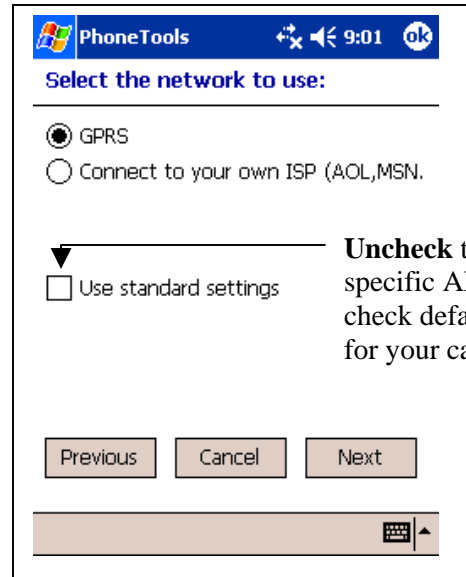 PhoneTools 9:01 ok
Select the network to use:
GPRS
Connect to your own ISP (AOL,MSN.
Uncheck
Use standard settings
specific
check
for your
Previous Cancel Next